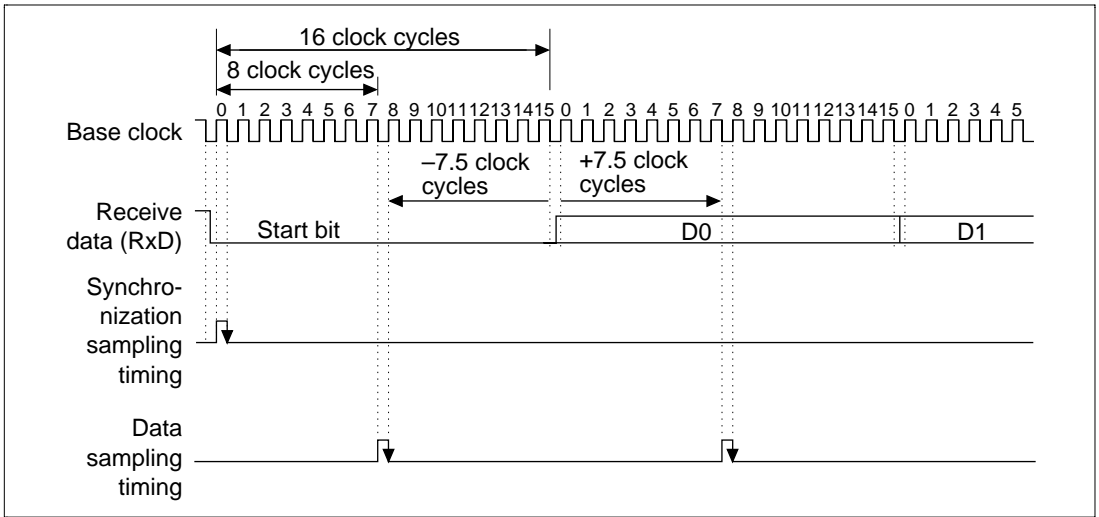 16 clock cycles
8 clock cycles
0 1 2 3 4 5 6 7 8 9 10 11 12 13 14 15 0 1 2 3 4 5 6 7 8 9 10 11 12 13 14 15 0 1 2 3 4 5
Base clock
–7.5 clock
cycles
+7.5 clock
cycles
Receive
data (RxD)
Start bit
D0
D1
Synchro-
nization
sampling
timing
Data
sampling
timing